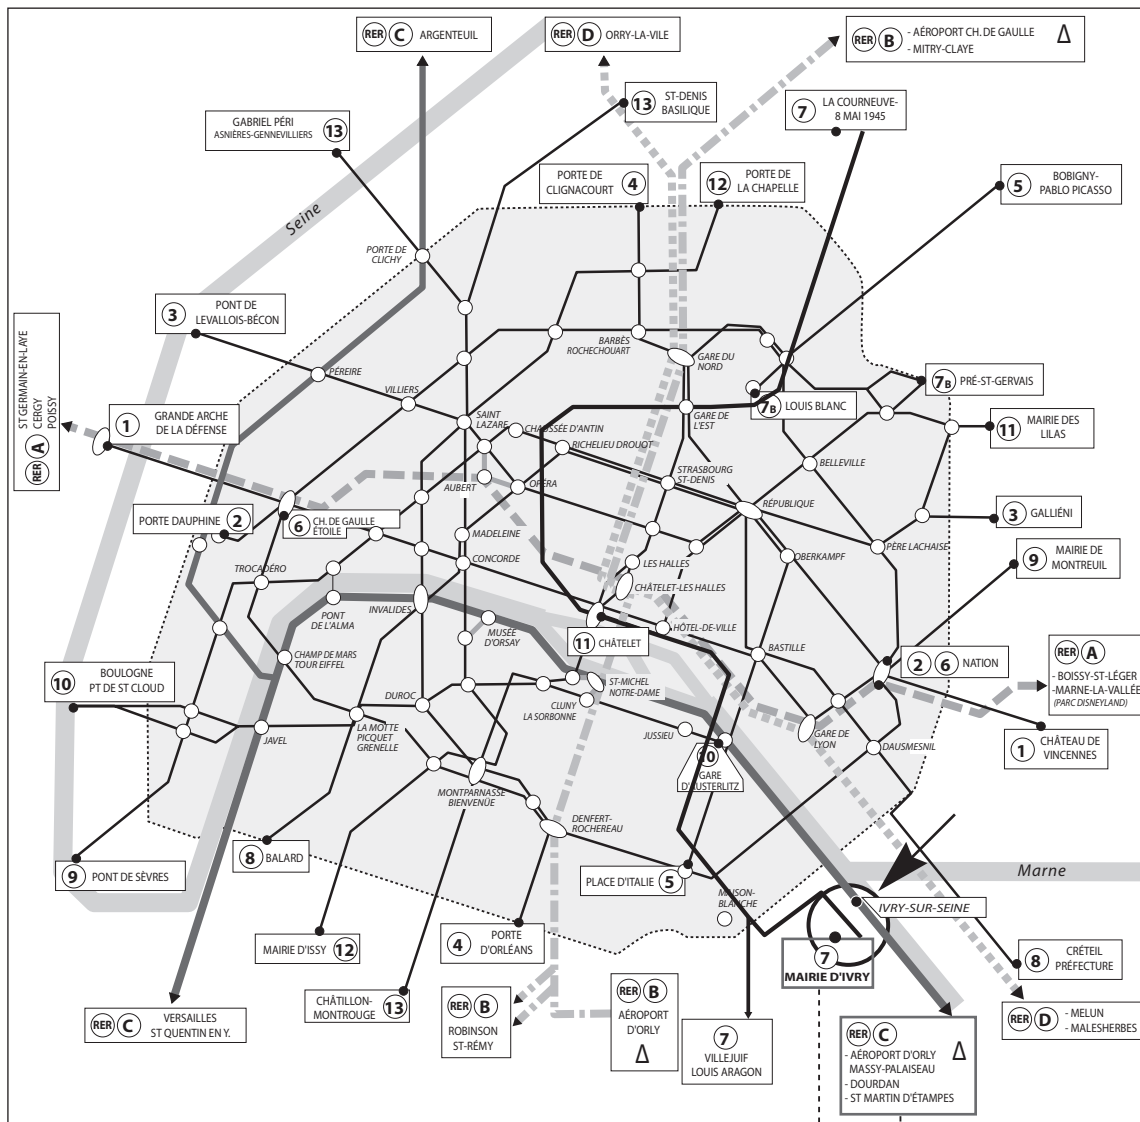 RER C ARGENTEUIL
RER D ORRY-LA-VILE
RER B - AÉROPORT CH. DE GAULLE
- MITRY-CLAYE
13 ST-DENIS
BASILIQUE
7 LA COURNEUVE-
8 MAI 1945
GABRIEL PÉRI
ASNIÈRES-GENNEVILLIERS 13
PORTE DE
CLIGNACOURT 4
12 PORTE DE
LA CHAPELLE
5 BOBIGNY-
PABLO PICASSO
Seine
PORTE DE
CLICHY
3 PONT DE
LEVALLOIS-BÉCON
ST GERMAIN-EN-LAYE
CERGY
POISSY
RER A
BARBÈS
ROCHECHOUART
GARE DU
NORD
PÉREIRE
VILLIERS
7B PRÉ-ST-GERVAIS
7B LOUIS BLANC
1 GRANDE ARCHE
DE LA DÉFENSE
SAINT
LAZARE
CHAUSSÉE D'ANTIN
GARE DE
L'EST
11 MAIRIE DES
LILAS
RICHELIEU DROUOT
BELLEVILLE
AUBERT
OPÉRA
STRASBOURG
ST-DENIS
RÉPUBLIQUE
PORTE DAUPHINE 2
6 CH. DE GAULLE
ÉTOILE
3 GALLIÉNI
MADELEINE
PÈRE LACHAISE
CONCORDE
OBERKAMPF
9 MAIRIE DE
MONTREUIL
TROCADÉRO
LES HALLES
CHÂTELET-LES HALLES
PONT
DE L'ALMA
INVALIDES
MUSÉE
D'ORSAY
HÔTEL-DE-VILLE
11 CHÂTELET
BASTILLE
CHAMP DE MARS
TOUR EIFFEL
2 6 NATION
RER A
- BOISSY-ST-LÉGER
-MARNE-LA-VALLÉE
(PARC DISNEYLAND)
10 BOULOGNE
PT DE ST CLOUD
ST-MICHEL
NOTRE-DAME
DUROC
CLUNY
LA SORBONNE
JAVEL
LA MOTTE
PICQUET
GRENELLE
JUSSIEU
GARE DE
LYON
DAUSMESNIL
1 CHÂTEAU DE
VINCENNES
10
GARE
D'AUSTERLITZ
MONTPARNASSE
BIENVENÜE
DENFERT-
ROCHEREAU
8 BALARD
9 PONT DE SÈVRES
PLACE D'ITALIE 5
MAISON-
BLANCHE
Marne
IVRY-SUR-SEINE
MAIRIE D'ISSY 12
4 PORTE
D'ORLÉANS
7
MAIRIE D'IVRY
8 CRÉTEIL
PRÉFECTURE
CHÂTILLON-
MONTROUGE 13
RER B
ROBINSON
ST-RÉMY
RER B
AÉROPORT
D'ORLY
RER C VERSAILLES
ST QUENTIN EN Y.
7
VILLEJUIF
LOUIS ARAGON
RER C
- AÉROPORT D'ORLY
MASSY-PALAISEAU
- DOURDAN
- ST MARTIN D'ÉTAMPES
RER D - MELUN
- MALESHERBES